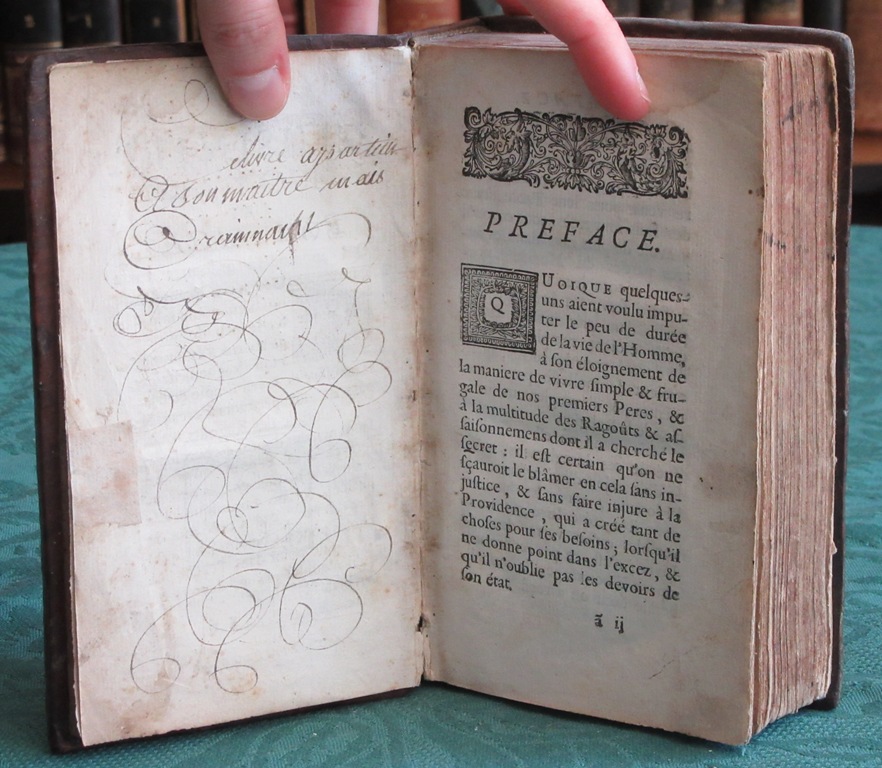 livre apartien
son maitre mais
PREFACE.
QUOIQUE quelques-
uns aient voulu impu-
ter le peu de durée
de la vie de l'Homme,
à ſon éloignement de
la maniere de vivre ſimple & fru-
gale de nos premiers Peres, &
à la multitude des Ragoûts & aſ-
ſaiſonnemens dont il a cherché le
ſecret : il eſt certain qu'on ne
ſçauroit le blâmer en cela ſans in-
juſtice, & ſans faire injure à la
Providence, qui a créé tant de
choſes pour ſes beſoins ; lorſqu'il
ne donne point dans l'excez, &
qu'il n'oublie pas les devoirs de
ſon état.
ã ij